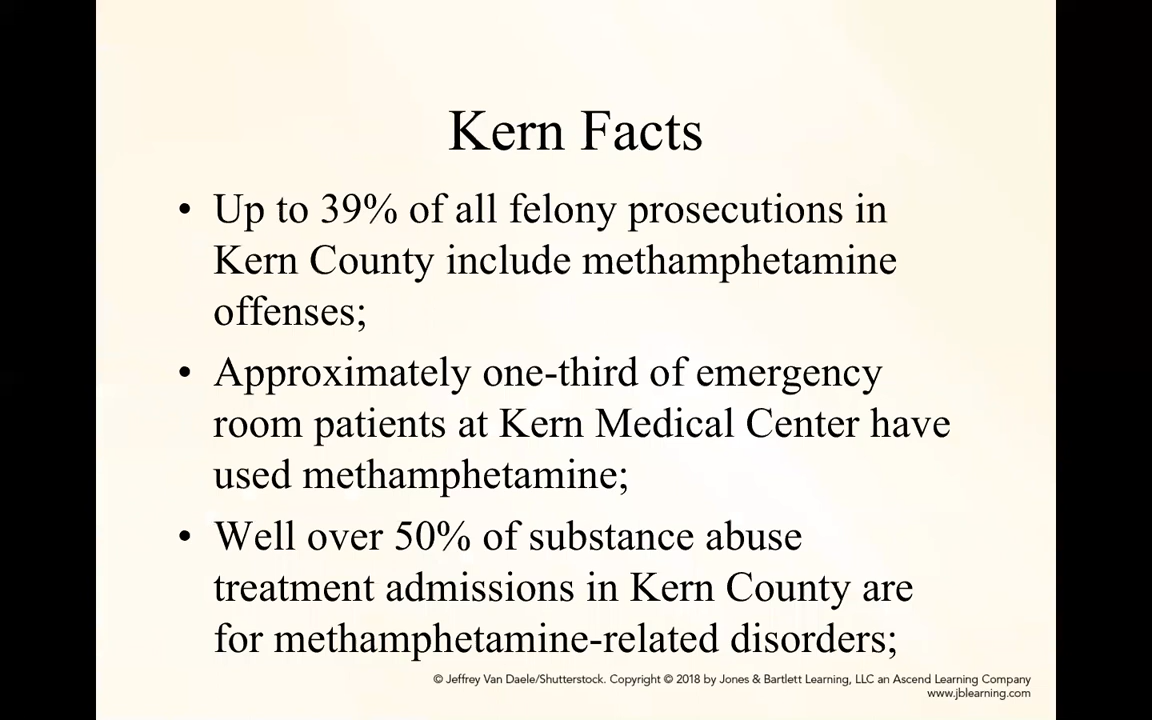 Kern Facts
• Up to 39% of all felony prosecutions in
Kern County include methamphetamine
offenses;
• Approximately one-third of emergency
room patients at Kern Medical Center have
used methamphetamine;
• Well over 50% of substance abuse
treatment admissions in Kern County are
for methamphetamine-related disorders;
© Jeffrey Van Daele/Shutterstock. Copyright © 2018 by Jones & Bartlett Learning, LLC an Ascend Learning Company
www.jblearning.com